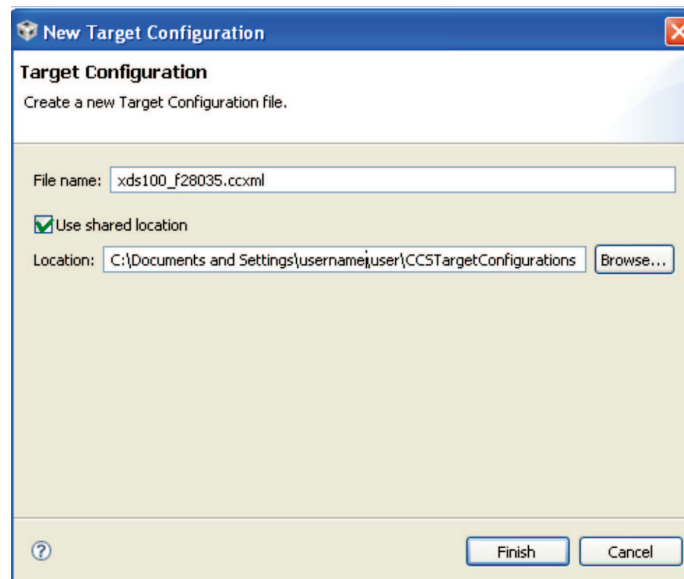 New Target Configuration
Target Configuration
Create a new Target Configuration file.
File name: xds100_f28035.ccxml
Use shared location
Location: C:\Documents and Settings\username\user\CCSTargetConfigurations Browse...
? Finish Cancel